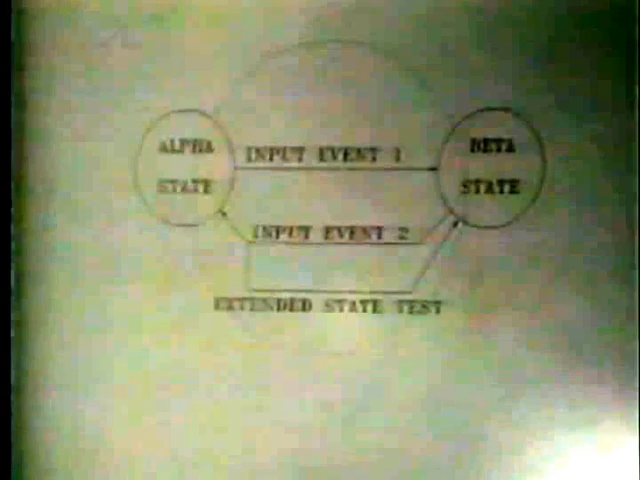 ALPHA
STATE
INPUT EVENT 1
BETA
STATE
INPUT EVENT 2
EXTENDED STATE TEST